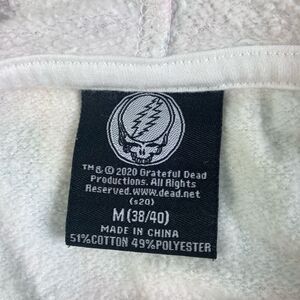 TM & © 2020 Grateful Dead
Productions. All Rights
Reserved. www.dead.net
(s20)
M (38/40)
MADE IN CHINA
51%COTTON 49%POLYESTER